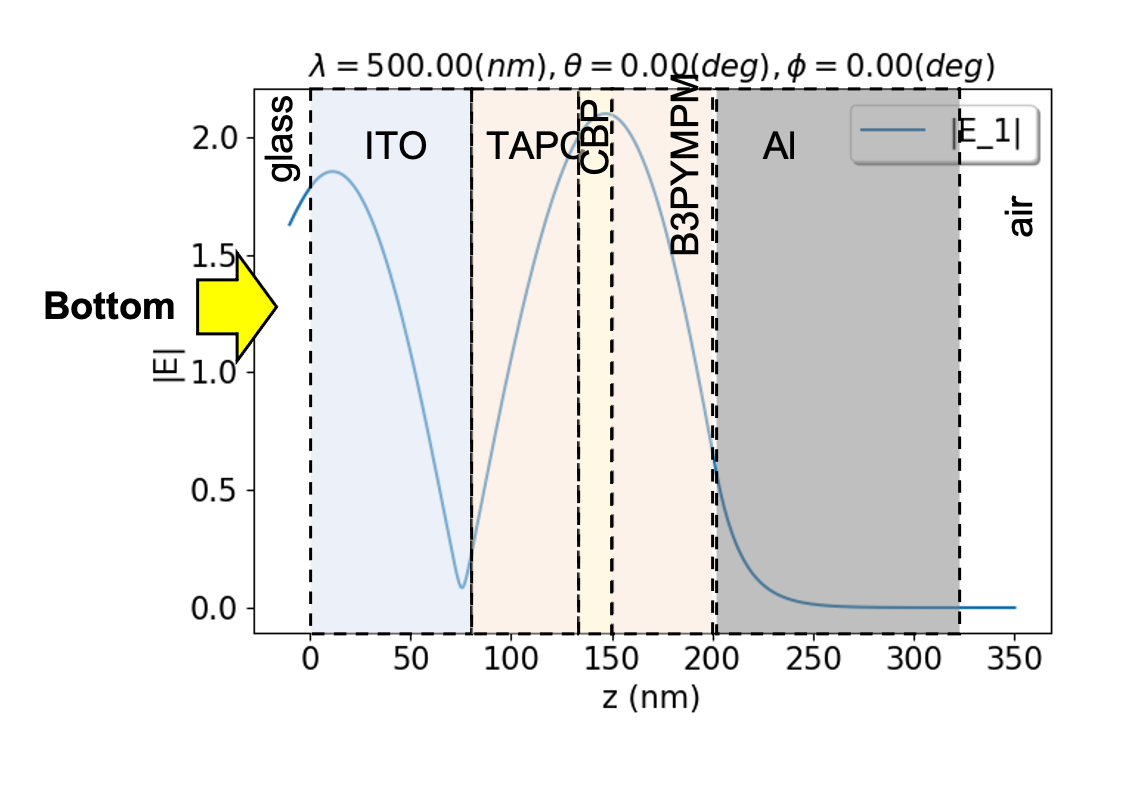 λ = 500.00(nm), θ = 0.00(deg), ϕ = 0.00(deg)
glass
ITO
TAPC
CBP
B3PYMPM
Al
|E_1|
air
Bottom
|E|
2.0
1.5
1.0
0.5
0.0
0 50 100 150 200 250 300 350
z (nm)